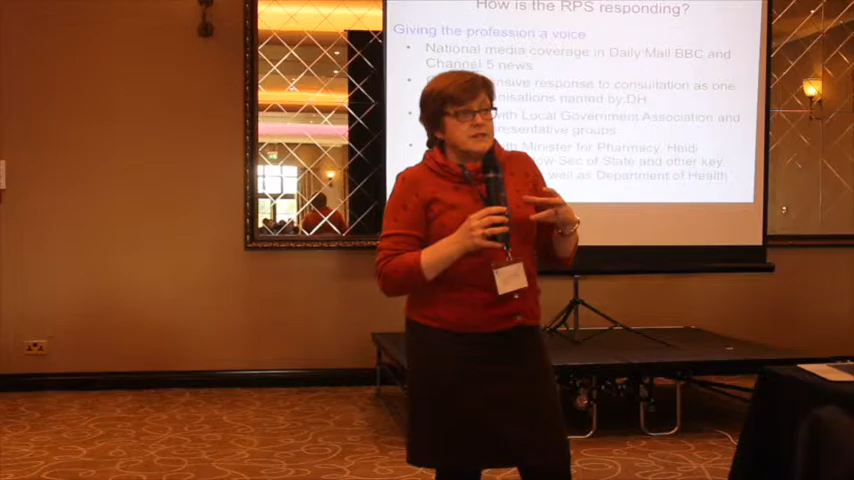 How is the RPS responding?
Giving the profession a voice
• National media coverage in Daily Mail BBC and
Channel 5 news
response to consultation as one
organisations named by DH
with Local Government Association and
representative groups
Minister for Pharmacy, Heidi
Sec of State and other key
well as Department of Health